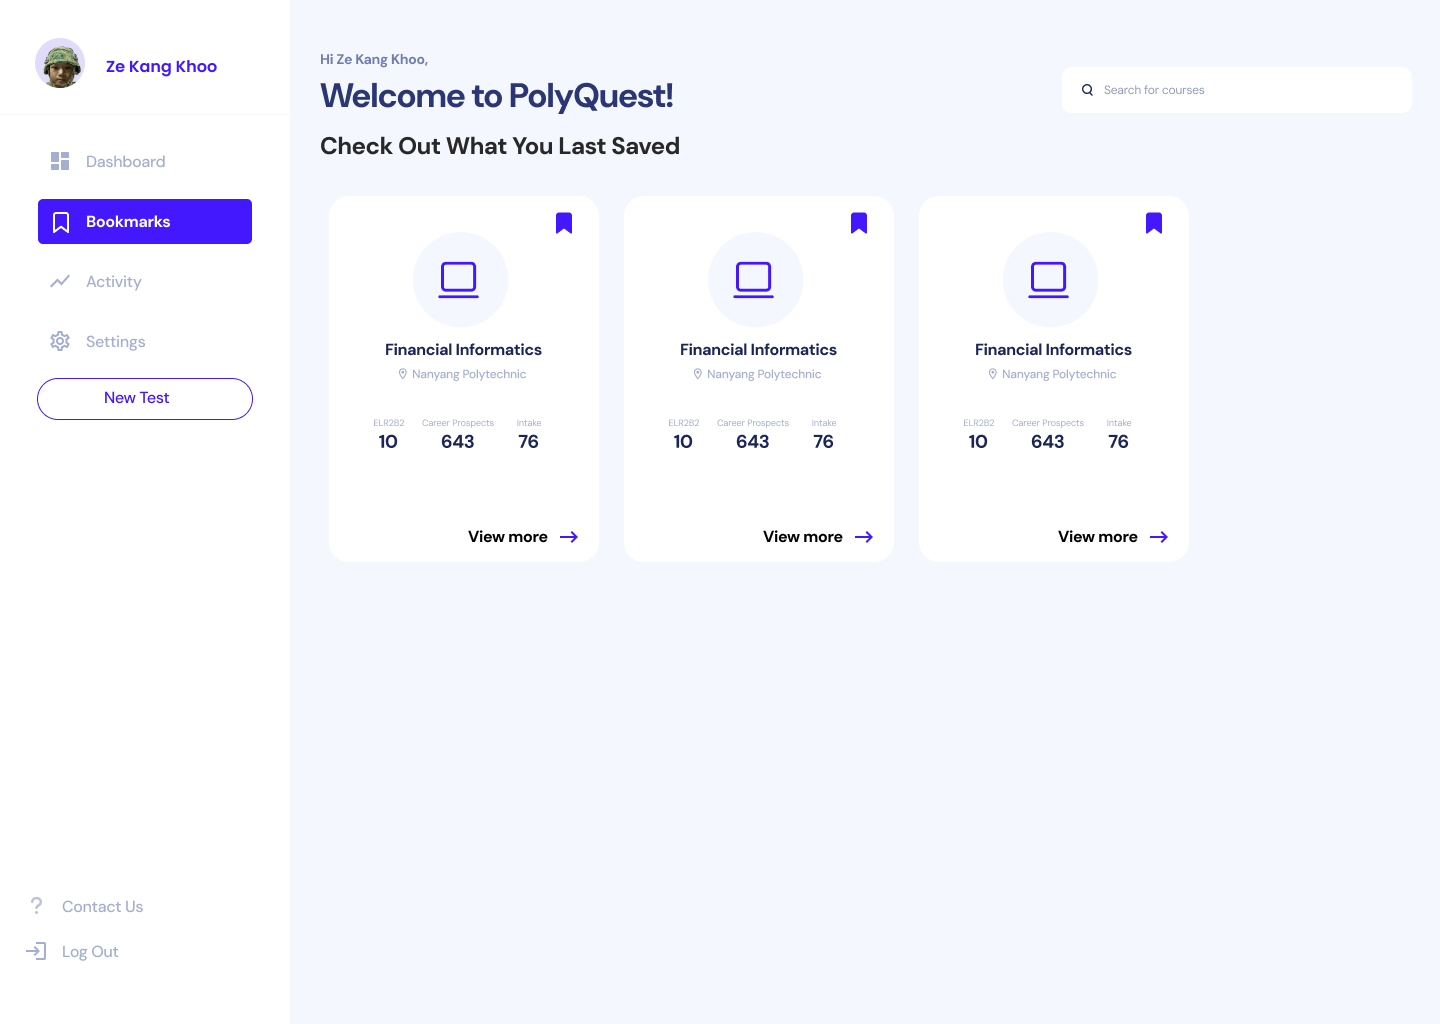 Ze Kang Khoo
Dashboard
Bookmarks
Activity
Settings
New Test
Contact Us
Log Out
Hi Ze Kang Khoo,
Welcome to PolyQuest!
Search for courses
Check Out What You Last Saved
Financial Informatics
Nanyang Polytechnic
ELR2B2 Career Prospects Intake
10 643 76
View more
Financial Informatics
Nanyang Polytechnic
ELR2B2 Career Prospects Intake
10 643 76
View more
Financial Informatics
Nanyang Polytechnic
ELR2B2 Career Prospects Intake
10 643 76
View more